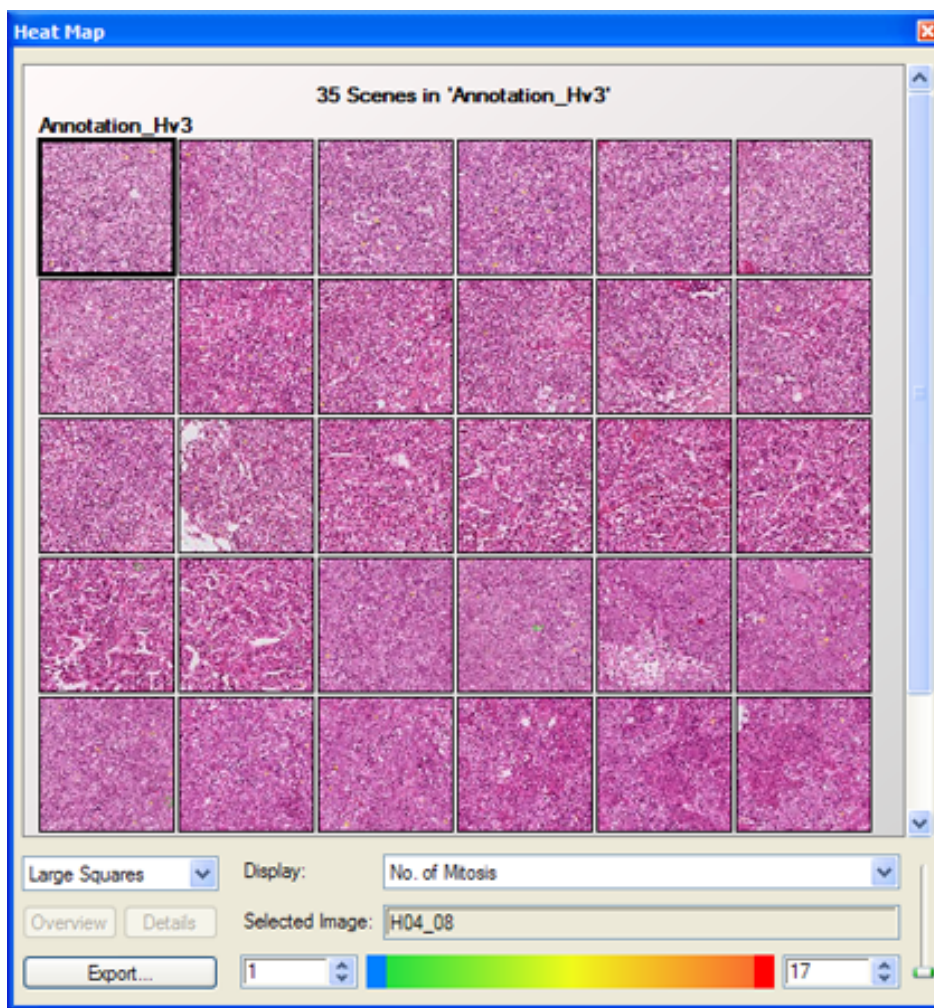 Heat Map
35 Scenes in 'Annotation_Hv3'
Annotation_Hv3
Large Squares
Display:
No. of Mitosis
Overview
Details
Selected Image:
H04_08
Export...
1
17